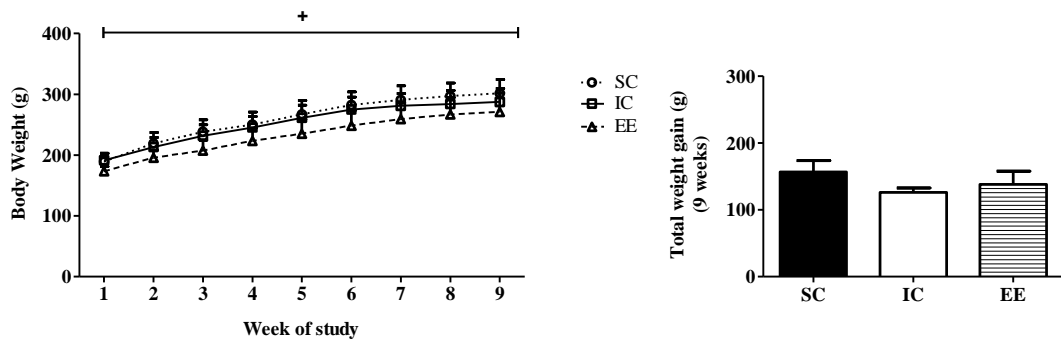 +
400
300
200
100
0
Body Weight (g)
1 2 3 4 5 6 7 8 9
Week of study
SC
IC
EE
300
200
100
0
Total weight gain (g)
(9 weeks)
SC IC EE